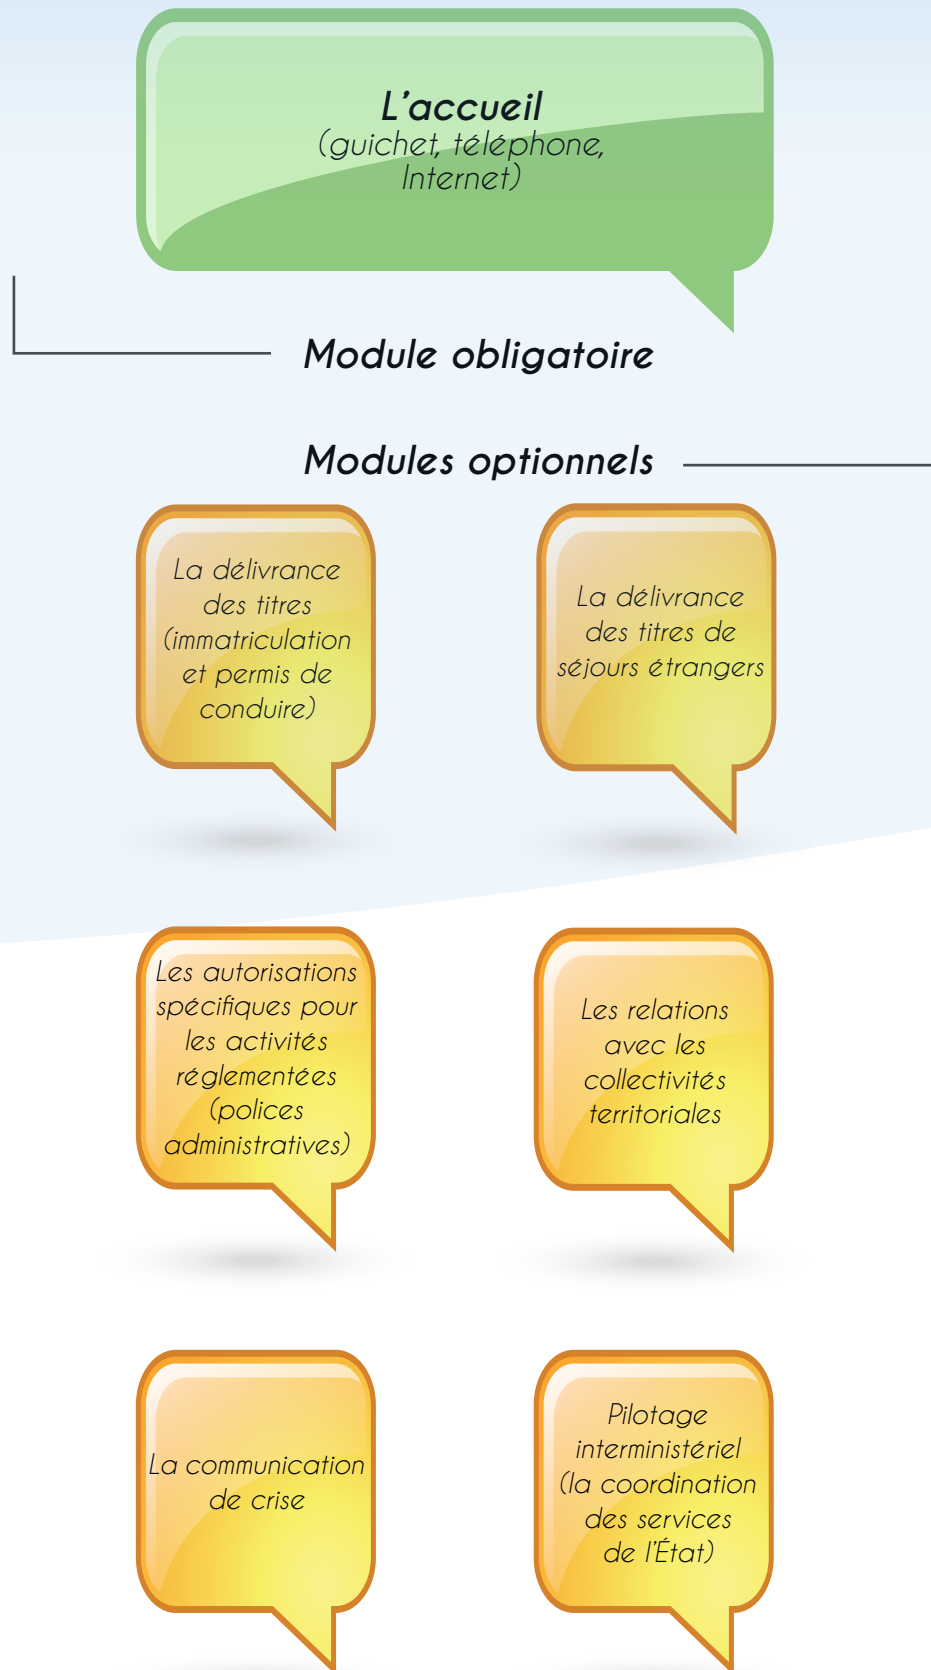 L'accueil
(guichet, téléphone,
Internet)
Module obligatoire
Modules optionnels
La délivrance
des titres
(immatriculation
et permis de
conduire)
La délivrance
des titres de
séjours étrangers
Les autorisations
spécifiques pour
les activités
réglementées
(polices
administratives)
Les relations
avec les
collectivités
territoriales
La communication
de crise
Pilotage
interministériel
(la coordination
des services
de l'État)